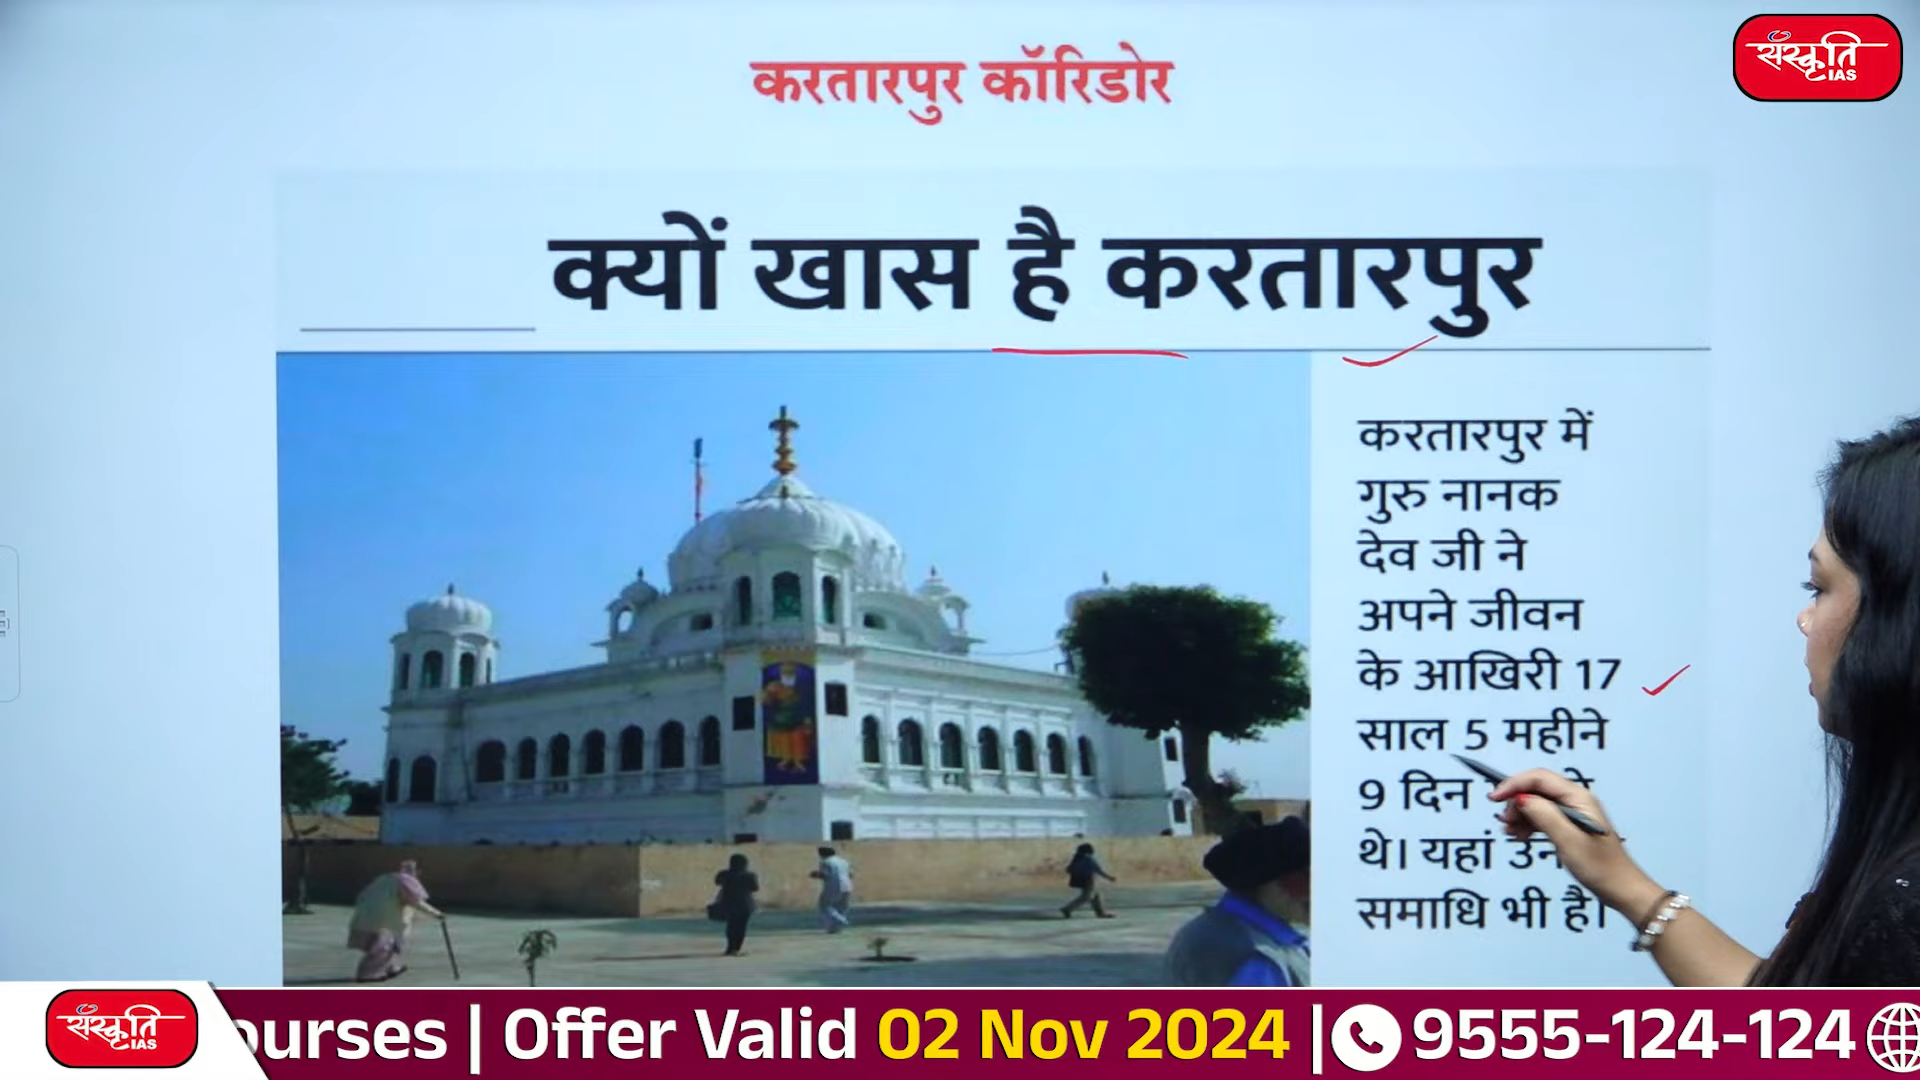 करतारपुर कॉरिडोर
संस्कृति
IAS
क्यों खास है करतारपुर
करतारपुर में
गुरु नानक
देव जी ने
अपने जीवन
के आखिरी 17
साल 5 महीने
9 दिन
थे। यहां
समाधि भी है।
संस्कृति
IAS
ourses | Offer Valid 02 Nov 2024 | 9555-124-124